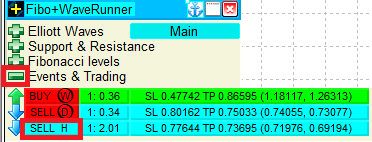 Fibo+WaveRunner
Elliott Waves Main
Support & Resistance
Fibonacci levels
Events & Trading
BUY W 1: 0.36 SL 0.47742 TP 0.86595 (1.18117, 1.26313)
SELL D 1: 0.34 SL 0.80162 TP 0.75033 (0.74055, 0.73077)
SELL H 1: 2.01 SL 0.77644 TP 0.73695 (0.71976, 0.69194)